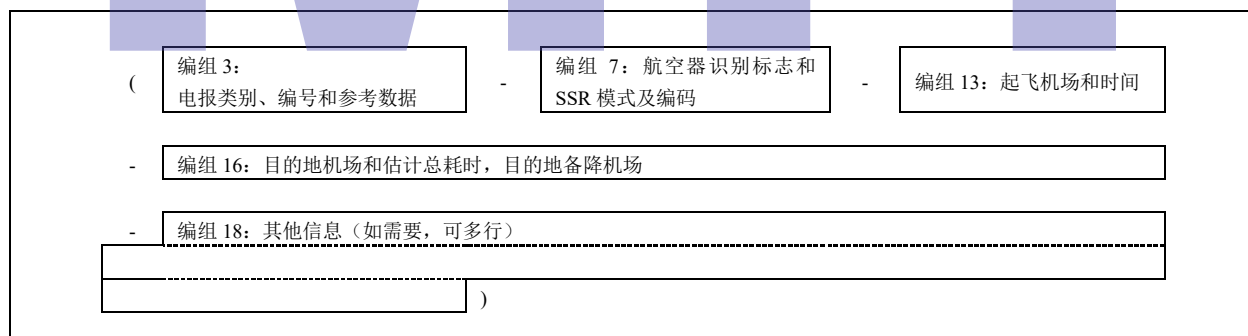 ( 编组 3： - 编组 7：航空器识别标志和 - 编组 13：起飞机场和时间
电报类别、编号和参考数据 SSR 模式及编码
- 编组 16：目的地机场和估计总耗时，目的地备降机场
- 编组 18：其他信息（如需要，可多行）
)